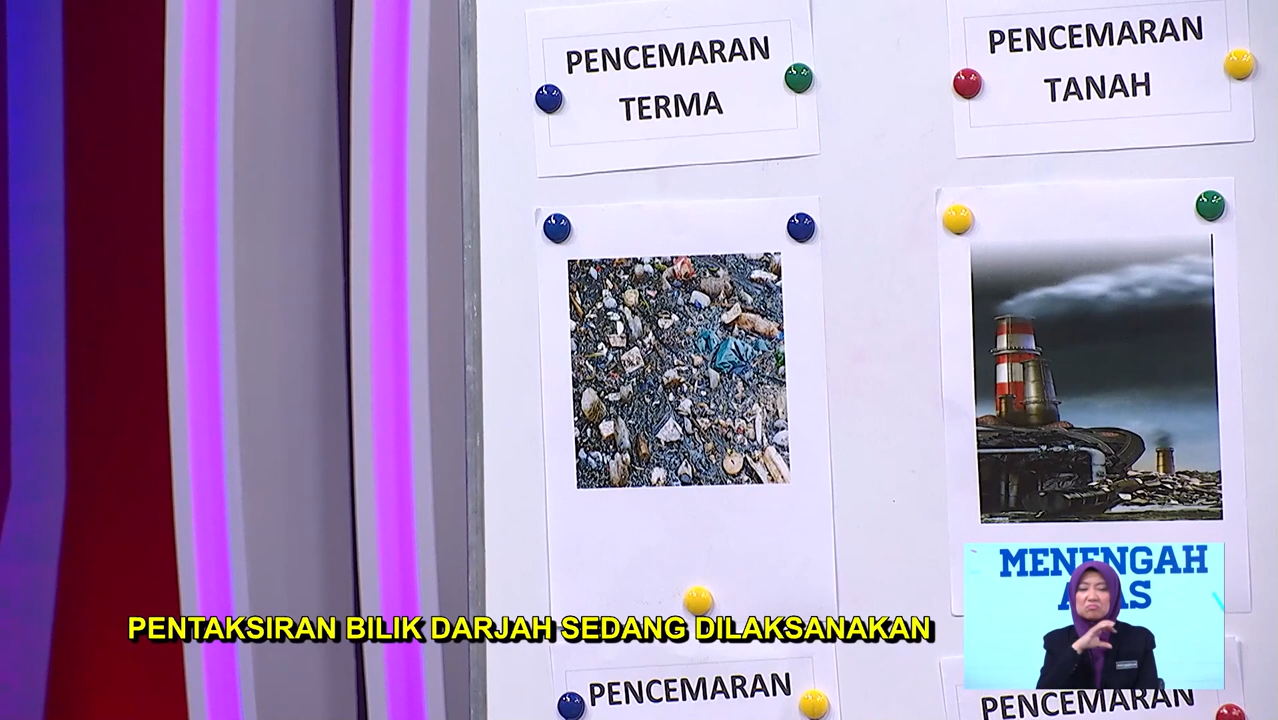 PENCEMARAN
TERMA
PENCEMARAN
TANAH
MENENGAH
PENTAKSIRAN BILIK DARJAH SEDANG DILAKSANAKAN
PENCEMARAN
PENCEMARAN